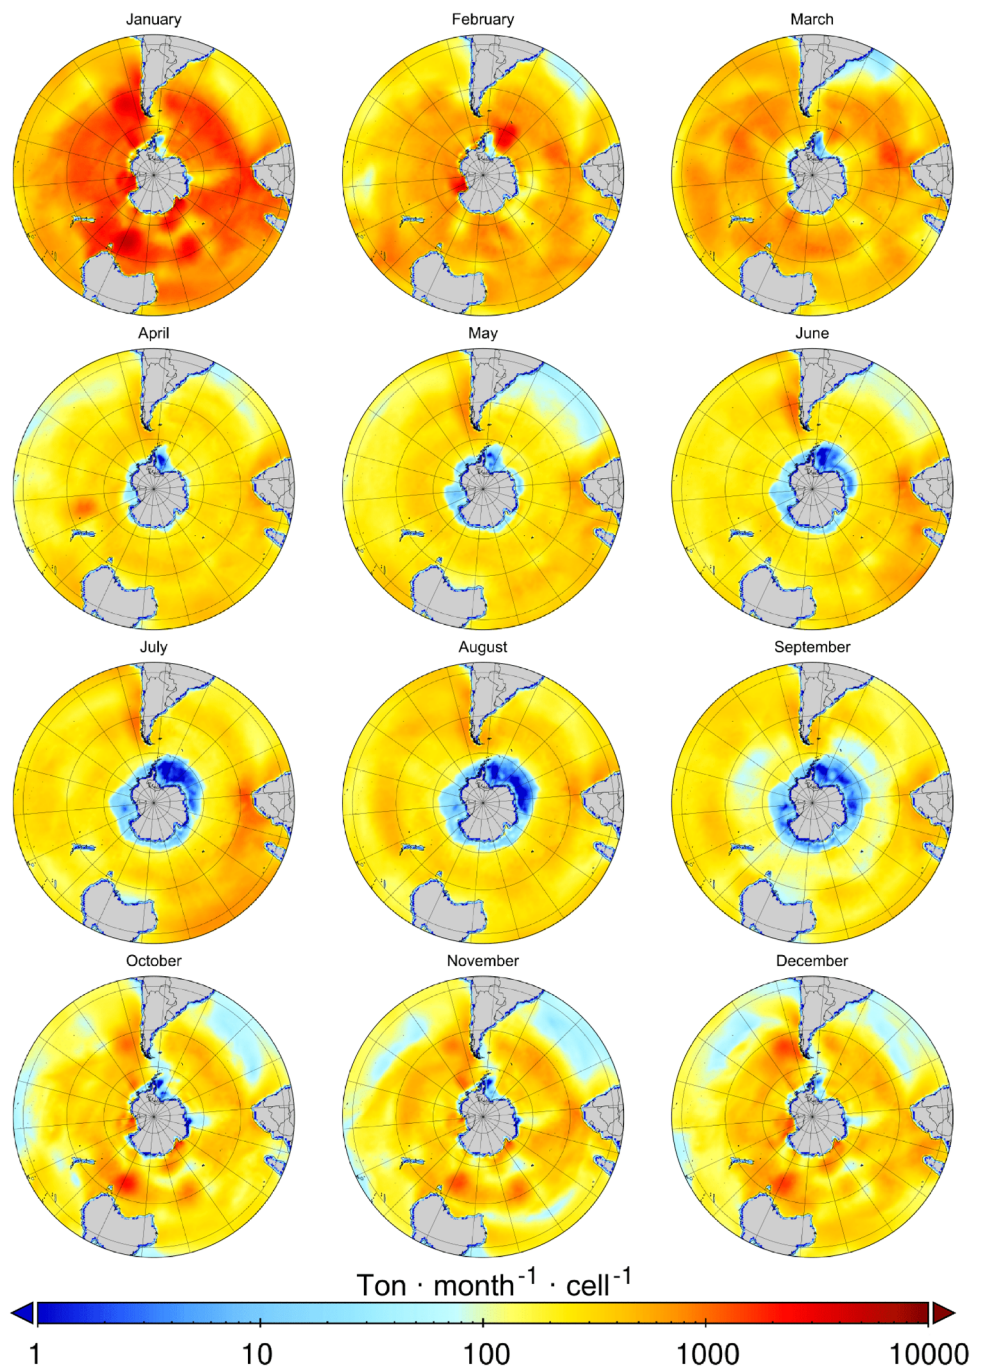 January February March
April May June
July August September
October November December
Ton · month⁻¹ · cell⁻¹
1 10 100 1000 10000